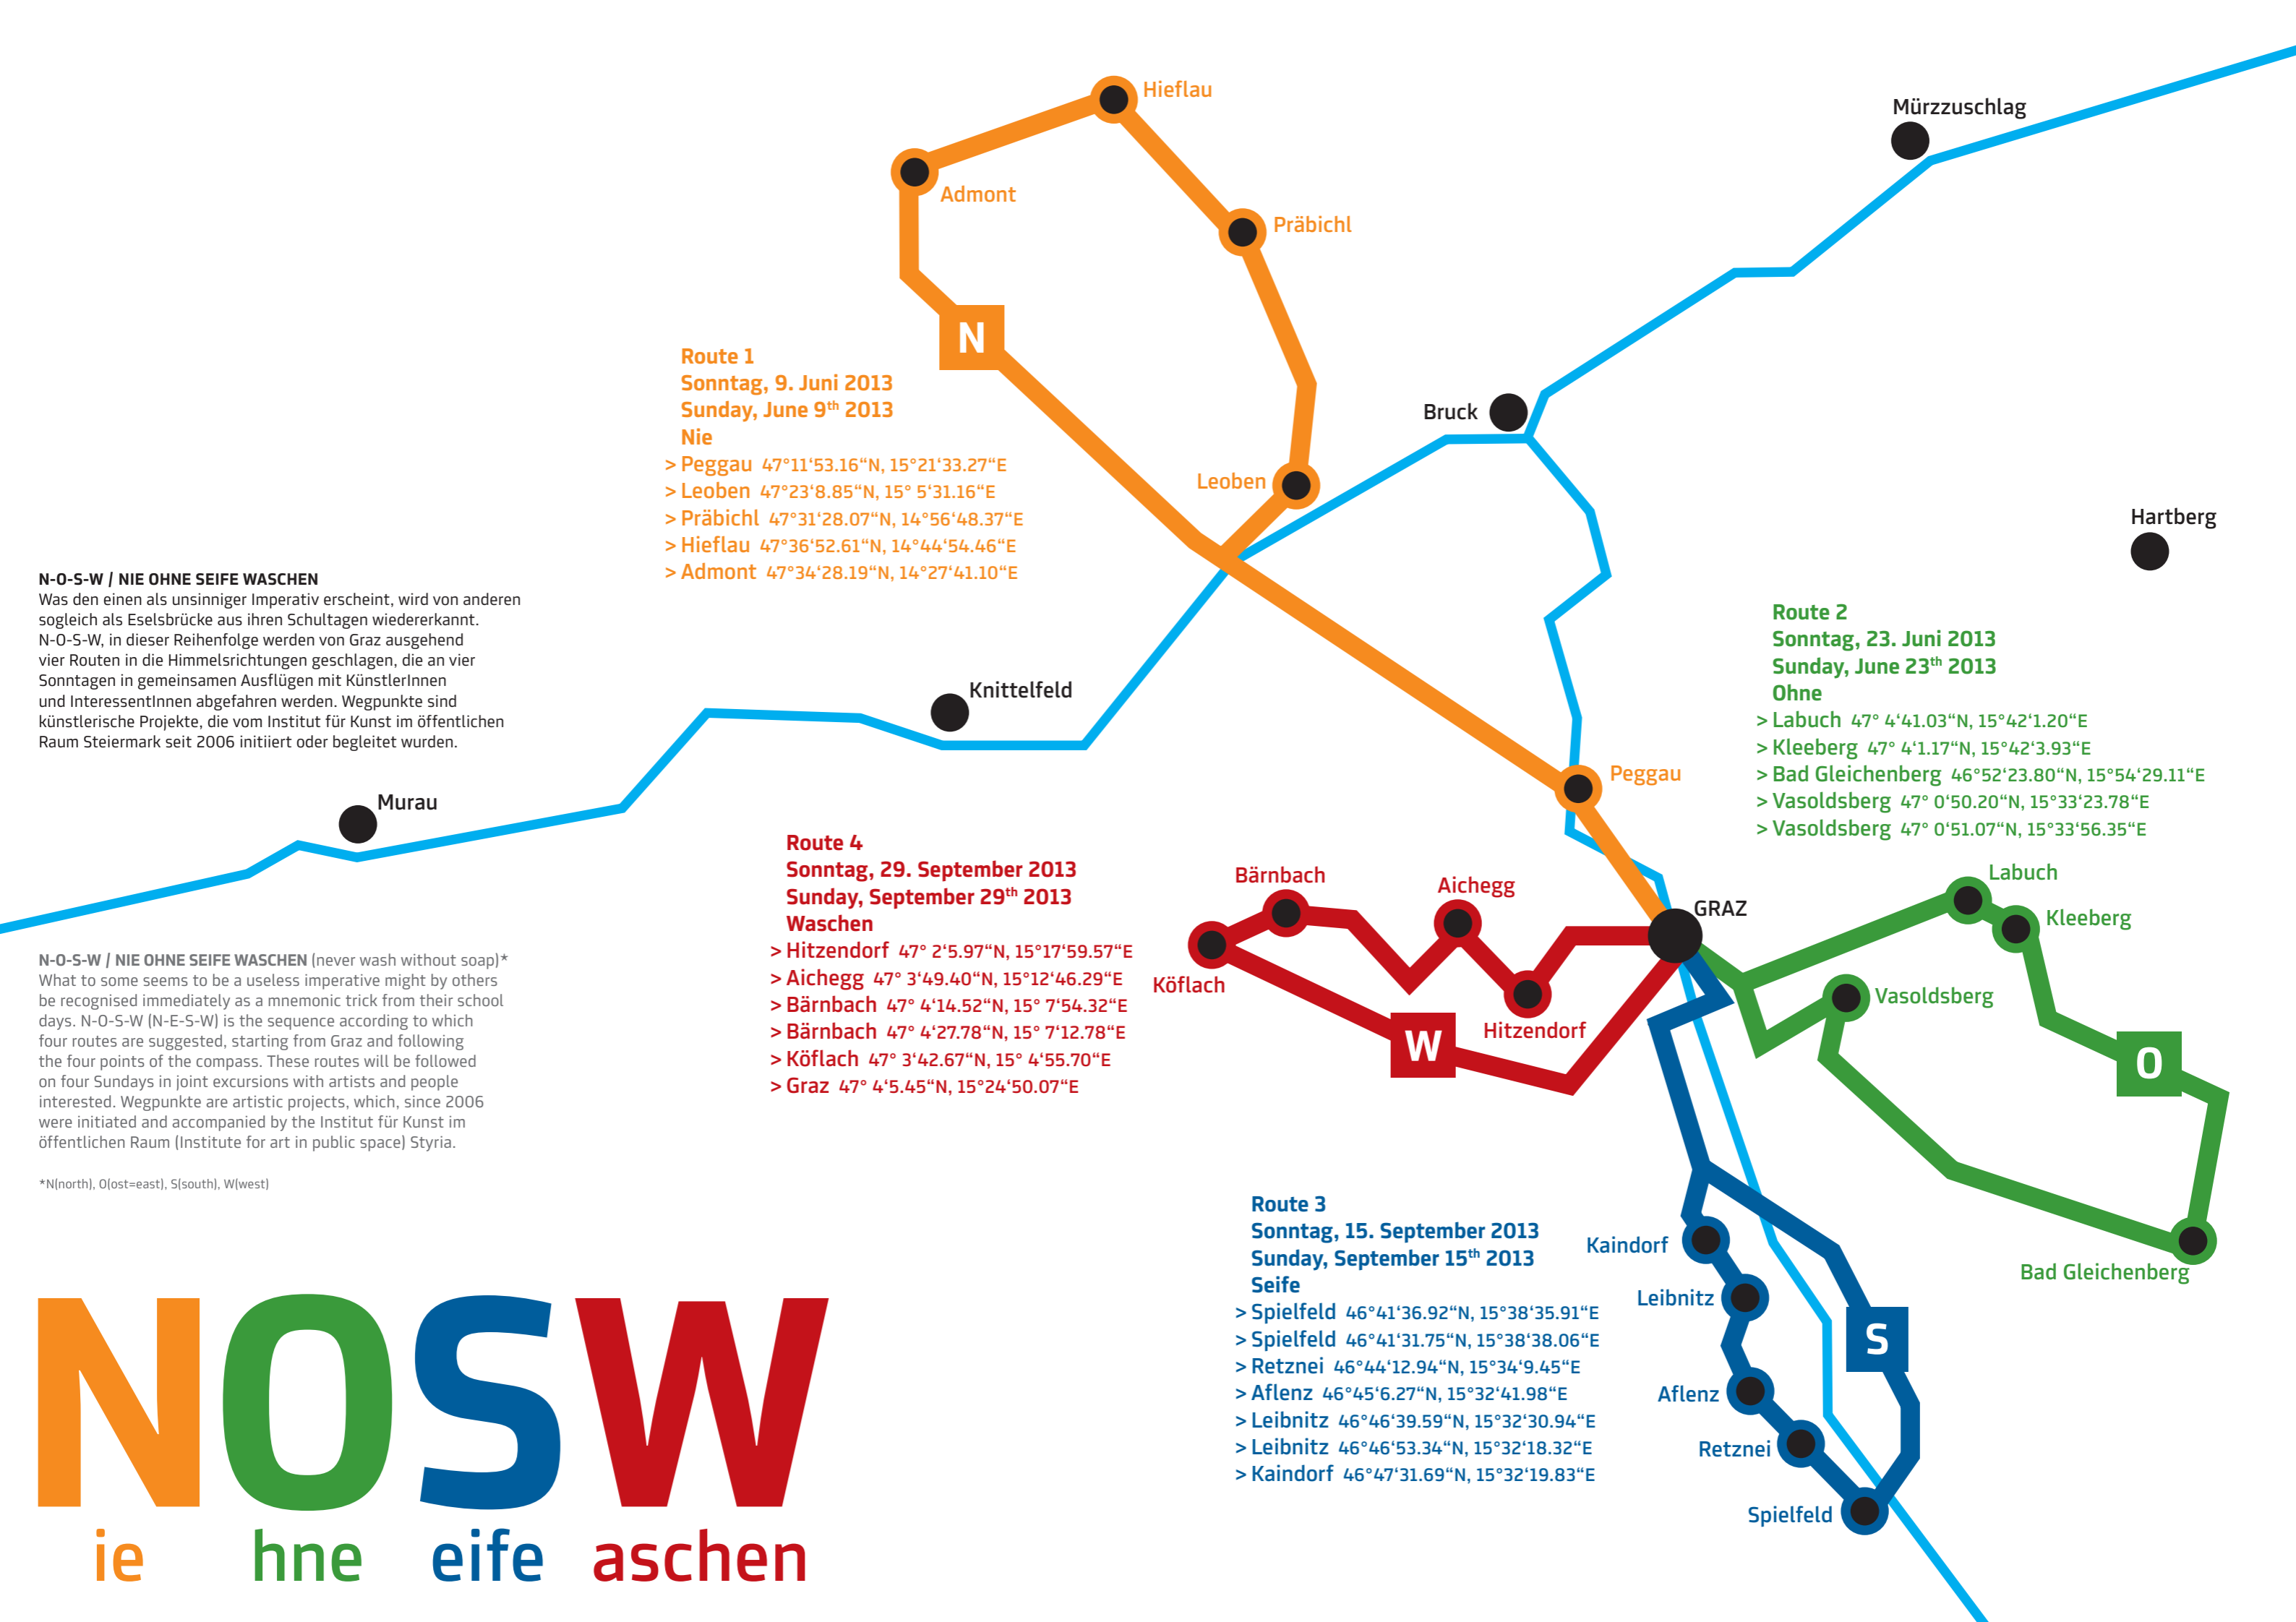 Hieflau
Mürzzuschlag
Admont
Präbichl
N
Route 1
Sonntag, 9. Juni 2013
Sunday, June 9th 2013
Nie
> Peggau 47°11‘53.16“N, 15°21‘33.27“E
> Leoben 47°23‘8.85“N, 15° 5‘31.16“E
> Präbichl 47°31‘28.07“N, 14°56‘48.37“E
> Hieflau 47°36‘52.61“N, 14°44‘54.46“E
> Admont 47°34‘28.19“N, 14°27‘41.10“E
Bruck
Leoben
Hartberg
N-O-S-W / NIE OHNE SEIFE WASCHEN
Was den einen als unsinniger Imperativ erscheint, wird von anderen
sogleich als Eselsbrücke aus ihren Schultagen wiedererkannt.
N-O-S-W, in dieser Reihenfolge werden von Graz ausgehend
vier Routen in die Himmelsrichtungen geschlagen, die an vier
Sonntagen in gemeinsamen Ausflügen mit KünstlerInnen
und InteressentInnen abgefahren werden. Wegpunkte sind
künstlerische Projekte, die vom Institut für Kunst im öffentlichen
Raum Steiermark seit 2006 initiiert oder begleitet wurden.
Knittelfeld
Murau
Peggau
Route 2
Sonntag, 23. Juni 2013
Sunday, June 23th 2013
Ohne
> Labuch 47° 4‘41.03“N, 15°42‘1.20“E
> Kleeberg 47° 4‘1.17“N, 15°42‘3.93“E
> Bad Gleichenberg 46°52‘23.80“N, 15°54‘29.11“E
> Vasoldsberg 47° 0‘50.20“N, 15°33‘23.78“E
> Vasoldsberg 47° 0‘51.07“N, 15°33‘56.35“E
Route 4
Sonntag, 29. September 2013
Sunday, September 29th 2013
Waschen
> Hitzendorf 47° 2‘5.97“N, 15°17‘59.57“E
> Aichegg 47° 3‘49.40“N, 15°12‘46.29“E
> Bärnbach 47° 4‘14.52“N, 15° 7‘54.32“E
> Bärnbach 47° 4‘27.78“N, 15° 7‘12.78“E
> Köflach 47° 3‘42.67“N, 15° 4‘55.70“E
> Graz 47° 4‘5.45“N, 15°24‘50.07“E
Bärnbach
Aichegg
GRAZ
Labuch
Kleeberg
Köflach
Hitzendorf
W
Vasoldsberg
O
Bad Gleichenberg
N-O-S-W / NIE OHNE SEIFE WASCHEN (never wash without soap)*
What to some seems to be a useless imperative might by others
be recognised immediately as a mnemonic trick from their school
days. N-O-S-W (N-E-S-W) is the sequence according to which
four routes are suggested, starting from Graz and following
the four points of the compass. These routes will be followed
on four Sundays in joint excursions with artists and people
interested. Wegpunkte are artistic projects, which, since 2006
were initiated and accompanied by the Institut für Kunst im
öffentlichen Raum (Institute for art in public space) Styria.
*N(north), O(ost=east), S(south), W(west)
Route 3
Sonntag, 15. September 2013
Sunday, September 15th 2013
Seife
> Spielfeld 46°41‘36.92“N, 15°38‘35.91“E
> Spielfeld 46°41‘31.75“N, 15°38‘38.06“E
> Retznei 46°44‘12.94“N, 15°34‘9.45“E
> Aflenz 46°45‘6.27“N, 15°32‘41.98“E
> Leibnitz 46°46‘39.59“N, 15°32‘30.94“E
> Leibnitz 46°46‘53.34“N, 15°32‘18.32“E
> Kaindorf 46°47‘31.69“N, 15°32‘19.83“E
Kaindorf
Leibnitz
S
Aflenz
Retznei
Spielfeld
NOSW
ie hne eife aschen